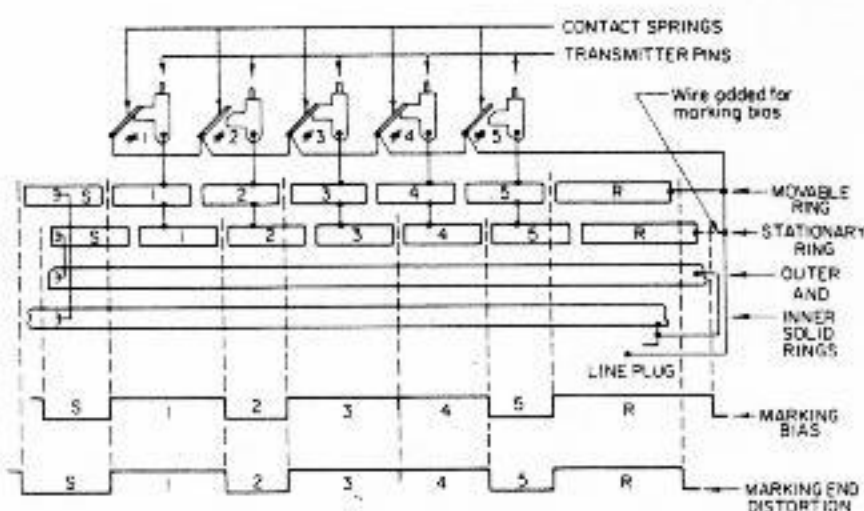 CONTACT SPRINGS
TRANSMITTER PINS
Wire added for
marking bias
#1 #2 #3 #4 #5
S 1 2 3 4 5 R
MOVABLE
RING
S 1 2 3 4 5 R
STATIONARY
RING
OUTER
AND
INNER
SOLID
RINGS
LINE PLUG
S 1 2 3 4 5 R
MARKING
BIAS
S 1 2 3 4 5 R
MARKING END
DISTORTION